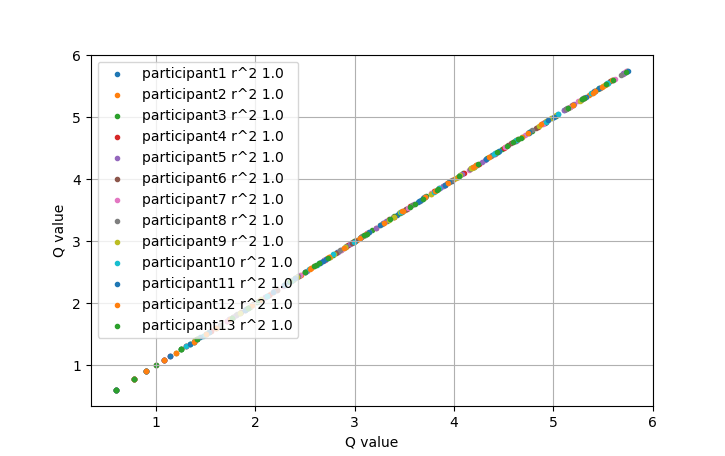 6
5
4
3
2
1
Q value
participant1 r^2 1.0
participant2 r^2 1.0
participant3 r^2 1.0
participant4 r^2 1.0
participant5 r^2 1.0
participant6 r^2 1.0
participant7 r^2 1.0
participant8 r^2 1.0
participant9 r^2 1.0
participant10 r^2 1.0
participant11 r^2 1.0
participant12 r^2 1.0
participant13 r^2 1.0
1 2 3 4 5 6
Q value